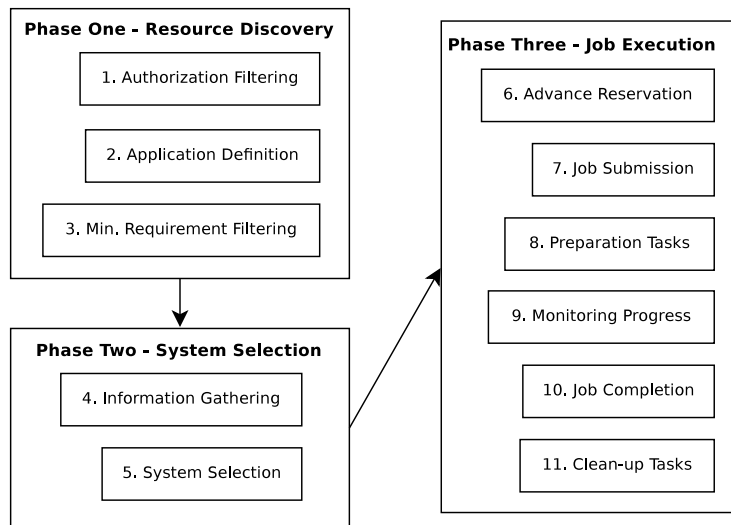 Phase One - Resource Discovery
1. Authorization Filtering
2. Application Definition
3. Min. Requirement Filtering
Phase Two - System Selection
4. Information Gathering
5. System Selection
Phase Three - Job Execution
6. Advance Reservation
7. Job Submission
8. Preparation Tasks
9. Monitoring Progress
10. Job Completion
11. Clean-up Tasks